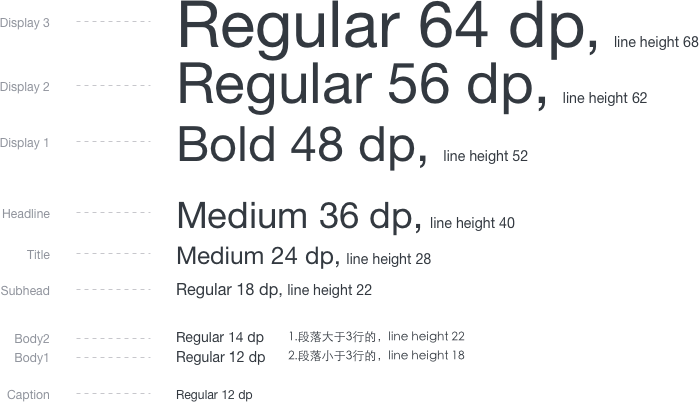 Display 3 Regular 64 dp, line height 68
Display 2 Regular 56 dp, line height 62
Display 1 Bold 48 dp, line height 52
Headline Medium 36 dp, line height 40
Title Medium 24 dp, line height 28
Subhead Regular 18 dp, line height 22
Body2 Regular 14 dp 1.段落大于3行的，line height 22
Body1 Regular 12 dp 2.段落小于3行的，line height 18
Caption Regular 12 dp